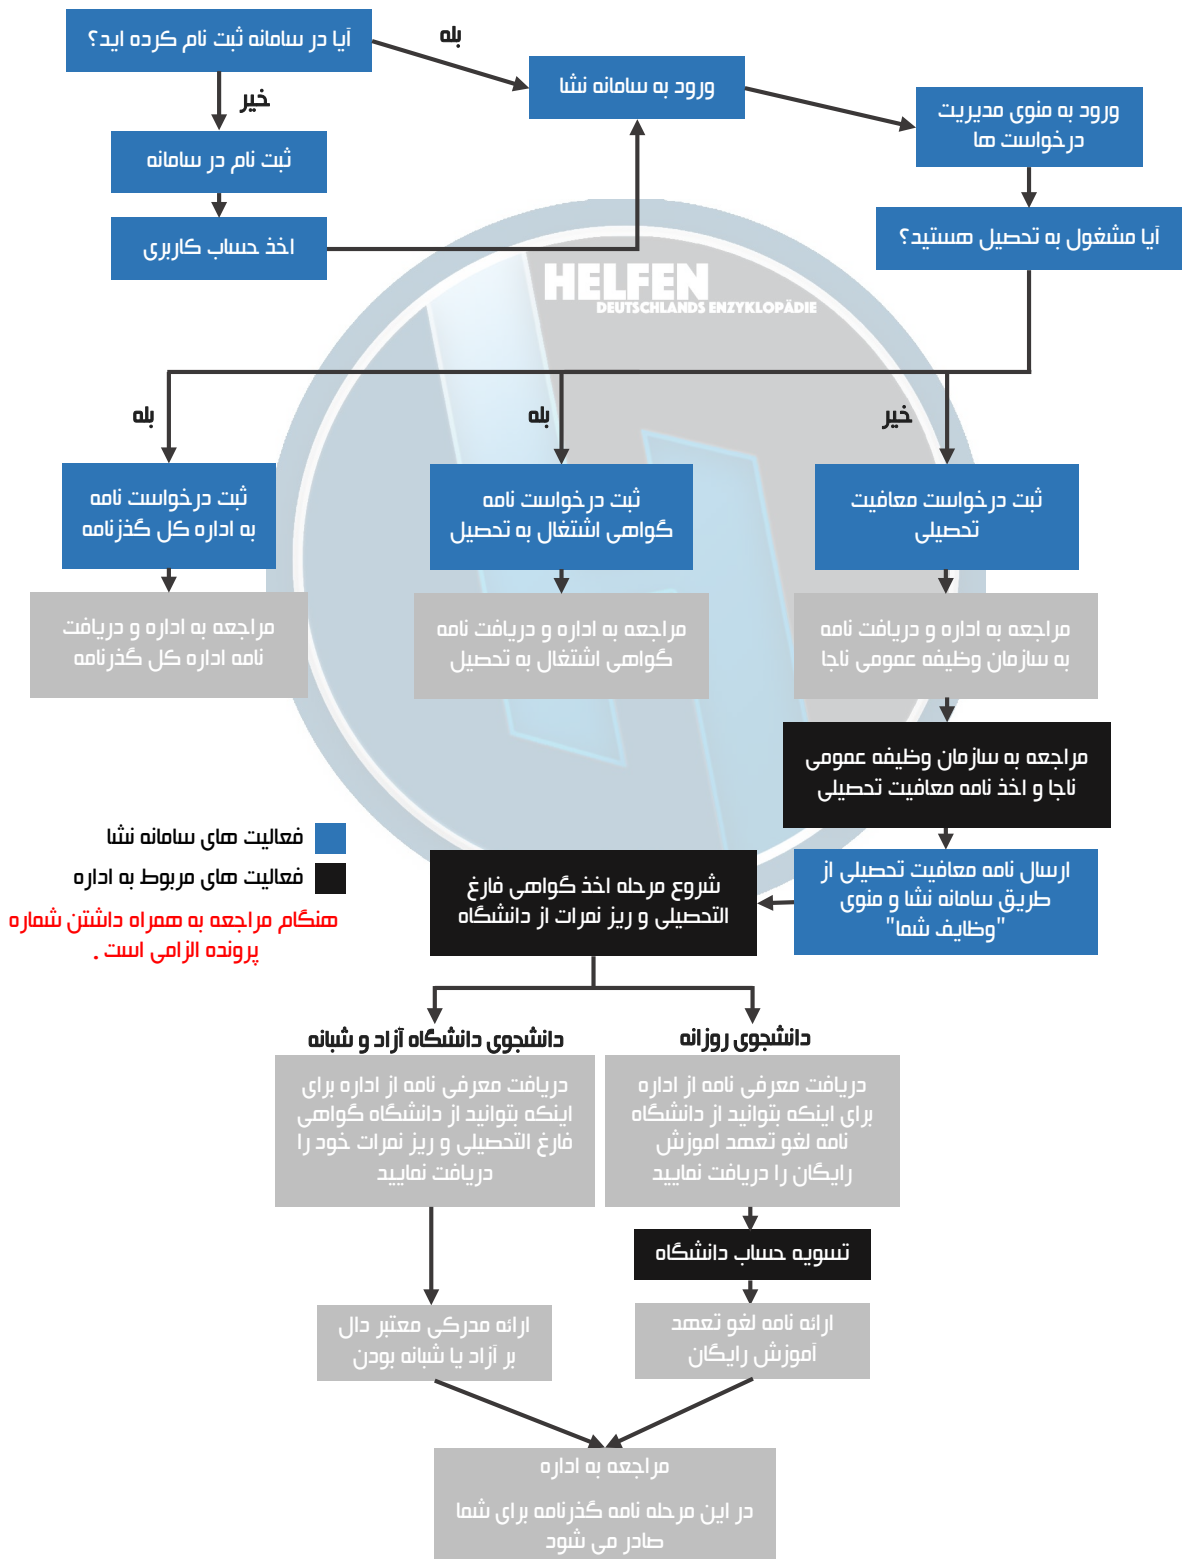 آیا در سامانه ثبت نام کرده اید؟
بله
خیر
ورود به سامانه نشا
ورود به منوی مدیریت
درخواست ها
ثبت نام در سامانه
اخذ حساب کاربری
آیا مشغول به تحصیل هستید؟
HELFEN
DEUTSCHLANDS ENZYKLOPÄDIE
خیر
بله
بله
ثبت درخواست معافیت
تحصیلی
ثبت درخواست نامه
گواهی اشتغال به تحصیل
ثبت درخواست نامه
به اداره کل گذرنامه
مراجعه به اداره و دریافت نامه
به سازمان وظیفه عمومی ناجا
مراجعه به اداره و دریافت نامه
گواهی اشتغال به تحصیل
مراجعه به اداره و دریافت
نامه اداره کل گذرنامه
مراجعه به سازمان وظیفه عمومی
ناجا و اخذ نامه معافیت تحصیلی
فعالیت های سامانه نشا
فعالیت های مربوط به اداره
هنگام مراجعه به همراه داشتن شماره
پرونده الزامی است .
ارسال نامه معافیت تحصیلی از
طریق سامانه نشا و منوی
"وظایف شما"
شروع مرحله اخذ گواهی فارغ
التحصیلی و ریز نمرات از دانشگاه
دانشجوی روزانه
دانشجوی دانشگاه آزاد و شبانه
دریافت معرفی نامه از اداره
برای اینکه بتوانید از دانشگاه
نامه لغو تعهد اموزش
رایگان را دریافت نمایید
دریافت معرفی نامه از اداره برای
اینکه بتوانید از دانشگاه گواهی
فارغ التحصیلی و ریز نمرات خود را
دریافت نمایید
تسویه حساب دانشگاه
ارائه نامه لغو تعهد
آموزش رایگان
ارائه مدرکی معتبر دال
بر آزاد یا شبانه بودن
مراجعه به اداره
در این مرحله نامه گذرنامه برای شما
صادر می شود